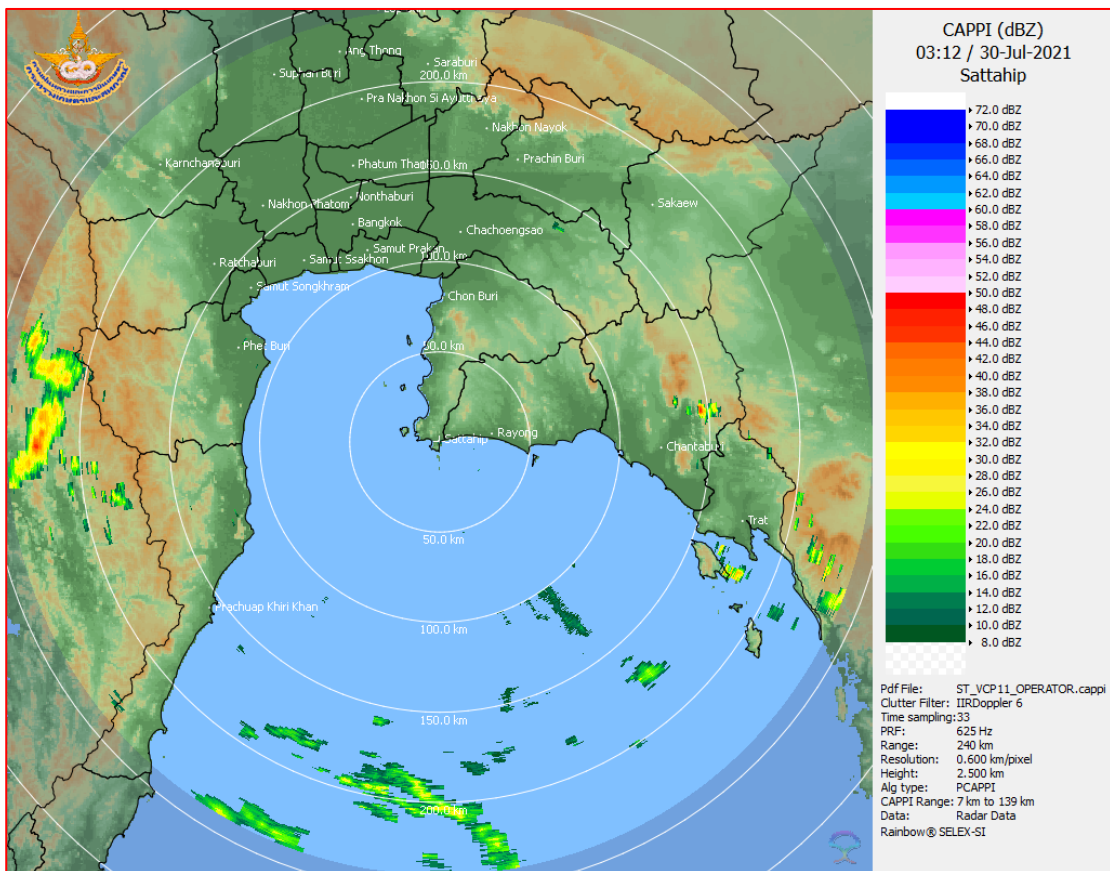 Ang Thong
Saraburi
Suphan Buri
200.0 km
Pra Nakhon Si Ayutthaya
Nakhon Nayok
Karnchanaburi
Phatum Thani
150.0 km
Prachin Buri
Nonthaburi
Nakhon Phatom
Sakaew
Bangkok
Chachoengsao
Samut Prakan
100.0 km
Ratchaburi
Samut Ssakhon
Samut Songkhram
Chon Buri
Phet Buri
50.0 km
Sattahip
Rayong
Chantaburi
Trat
50.0 km
Prachuap Khiri Khan
100.0 km
150.0 km
200.0 km
CAPPI (dBZ)
03:12 / 30-Jul-2021
Sattahip
72.0 dBZ
70.0 dBZ
68.0 dBZ
66.0 dBZ
64.0 dBZ
62.0 dBZ
60.0 dBZ
58.0 dBZ
56.0 dBZ
54.0 dBZ
52.0 dBZ
50.0 dBZ
48.0 dBZ
46.0 dBZ
44.0 dBZ
42.0 dBZ
40.0 dBZ
38.0 dBZ
36.0 dBZ
34.0 dBZ
32.0 dBZ
30.0 dBZ
28.0 dBZ
26.0 dBZ
24.0 dBZ
22.0 dBZ
20.0 dBZ
18.0 dBZ
16.0 dBZ
14.0 dBZ
12.0 dBZ
10.0 dBZ
8.0 dBZ
Pdf File: ST_VCP11_OPERATOR.cappi
Clutter Filter: IIRDoppler 6
Time sampling:33
PRF: 625 Hz
Range: 240 km
Resolution: 0.600 km/pixel
Height: 2.500 km
Alg type: PCAPPI
CAPPI Range: 7 km to 139 km
Data: Radar Data
Rainbow® SELEX-SI